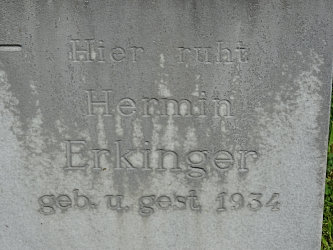 Hier ruht
Hermin
Erkinger
geb. u. gest. 1934